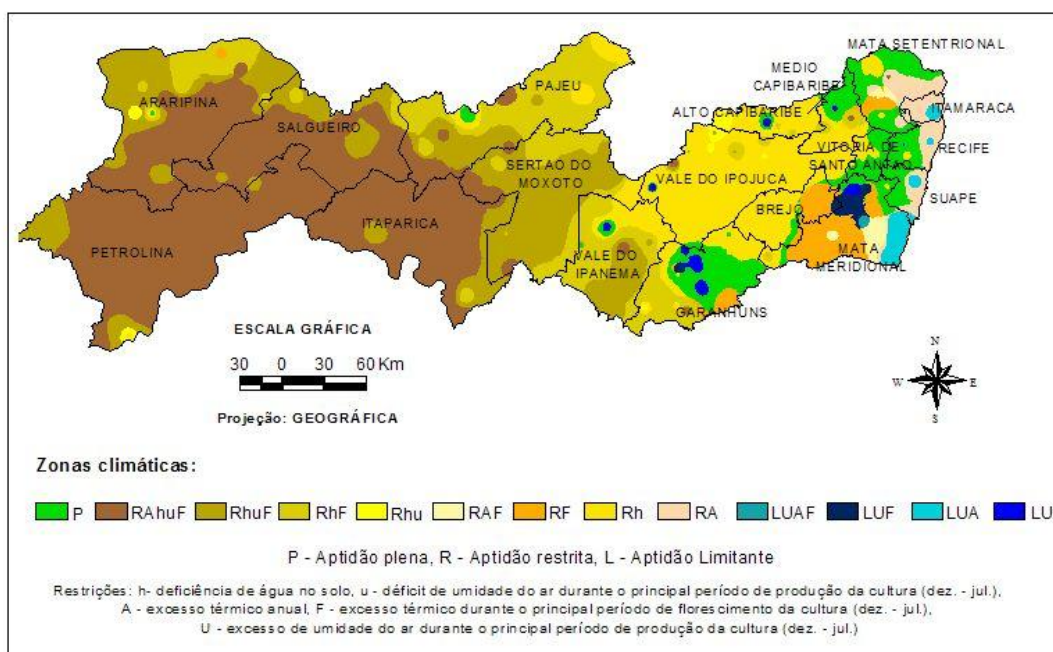 MATA SETENTRIONAL
MEDIO
CAPIBARIBE
PAJEU
ARARIPINA
ALTO CAPIBARIBE
ITAMARACA
SALGUEIRO
VITORIA DE
SANTO ANTAO
RECIFE
SERTAO DO
MOXOTO
VALE DO IPOJUCA
SUAPE
BREJO
ITAPARICA
PETROLINA
MATA
MERIDIONAL
VALE DO
IPANEMA
GARANHUNS
ESCALA GRÁFICA
30 0 30 60 Km
Projeção: GEOGRÁFICA
N
W E
S
Zonas climáticas:
P RAhuF RhuF RhF Rhu RAF RF Rh RA LUAF LUF LUA LU
P - Aptidão plena, R - Aptidão restrita, L - Aptidão Limitante
Restrições: h- deficiência de água no solo, u - déficit de umidade do ar durante o principal período de produção da cultura (dez. - jul.),
A - excesso térmico anual, F - excesso térmico durante o principal período de florescimento da cultura (dez. - jul.),
U - excesso de umidade do ar durante o principal período de produção da cultura (dez. - jul.)